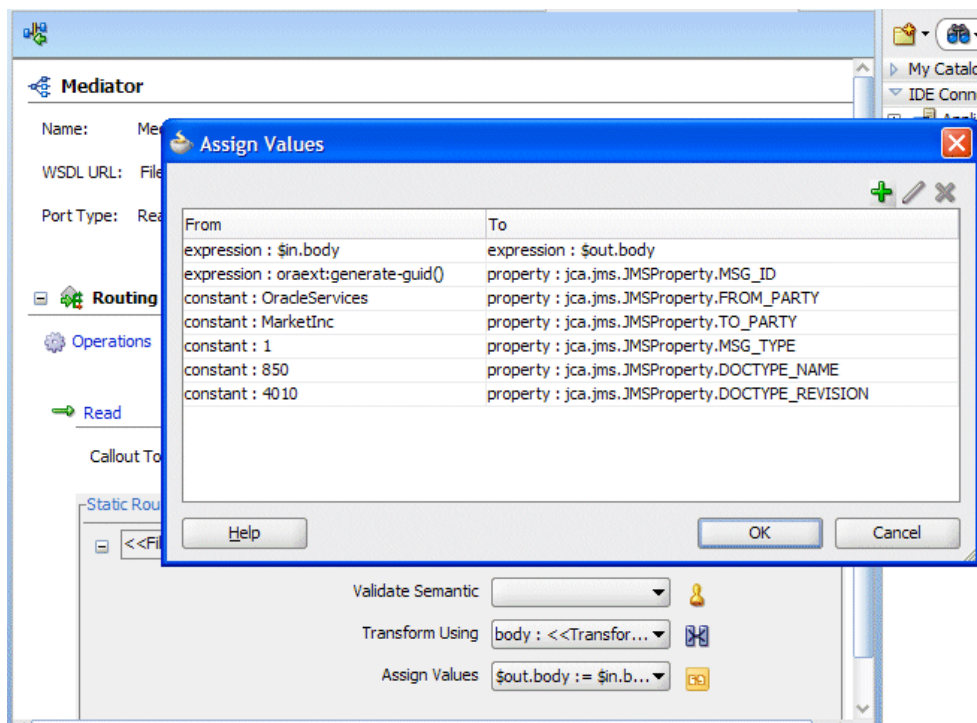 My Catalo
IDE Conn
Mediator
Name: Me
WSDL URL: File
Port Type: Rea
Routing
Operations
Read
Callout To
Static Rou
<<Fil
Assign Values
From To
expression : $in.body expression : $out.body
expression : oraext:generate-guid() property : jca.jms.JMSProperty.MSG_ID
constant : OracleServices property : jca.jms.JMSProperty.FROM_PARTY
constant : MarketInc property : jca.jms.JMSProperty.TO_PARTY
constant : 1 property : jca.jms.JMSProperty.MSG_TYPE
constant : 850 property : jca.jms.JMSProperty.DOCTYPE_NAME
constant : 4010 property : jca.jms.JMSProperty.DOCTYPE_REVISION
Help OK Cancel
Validate Semantic
Transform Using body : <<Transfor...
Assign Values $out.body := $in.b...